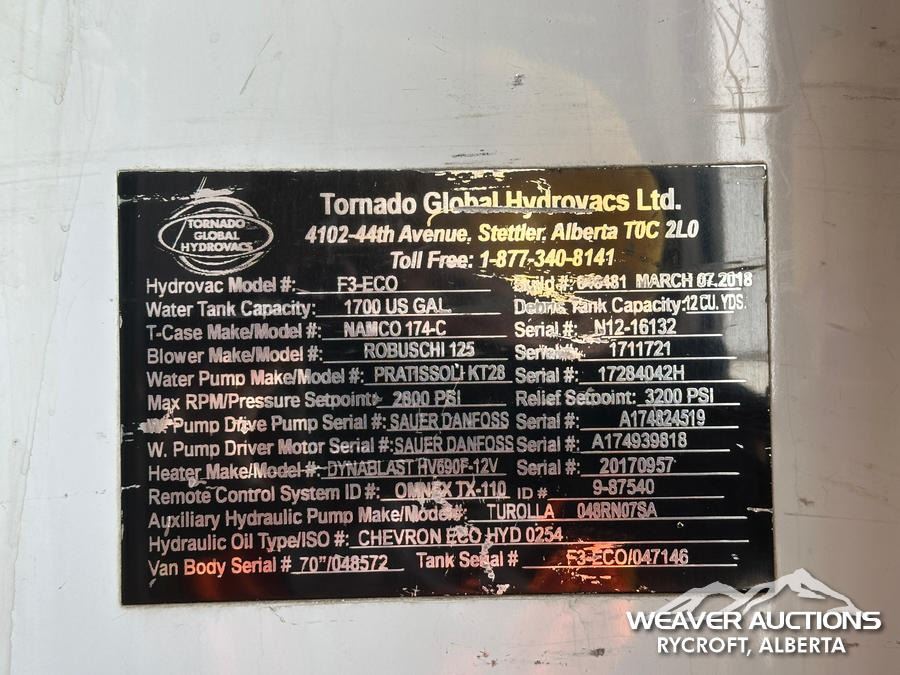 TORNADO
GLOBAL
HYDROVACS
Tornado Global Hydrovacs Ltd.
4102-44th Avenue, Stettler, Alberta T0C 2L0
Toll Free: 1-877-340-8141
Hydrovac Model #: F3-ECO Build #: MARCH 07.2018
Water Tank Capacity: 1700 US GAL Debris Tank Capacity: 12 CU. YDS.
T-Case Make/Model #: NAMCO 174-C Serial #: N12-16132
Blower Make/Model #: ROBUSCHI 125 Serial #: 1711721
Water Pump Make/Model #: PRATISSOLI KT28 Serial #: 17284042H
Max RPM/Pressure Setpoint: 2800 PSI Relief Setpoint: 3200 PSI
W. Pump Drive Pump Serial #: SAUER DANFOSS Serial #: A174824519
W. Pump Driver Motor Serial #: SAUER DANFOSS Serial #: A174939818
Heater Make/Model #: DYNABLAST HV690F-12V Serial #: 20170957
Remote Control System ID #: OMNEX TX-110 ID # 9-87540
Auxiliary Hydraulic Pump Make/Model #: TUROLLA 048RN07SA
Hydraulic Oil Type/ISO #: CHEVRON ECO HYD 0254
Van Body Serial # 70"/048572 Tank Serial # F3-ECO/047146
WEAVER AUCTIONS
RYCROFT, ALBERTA